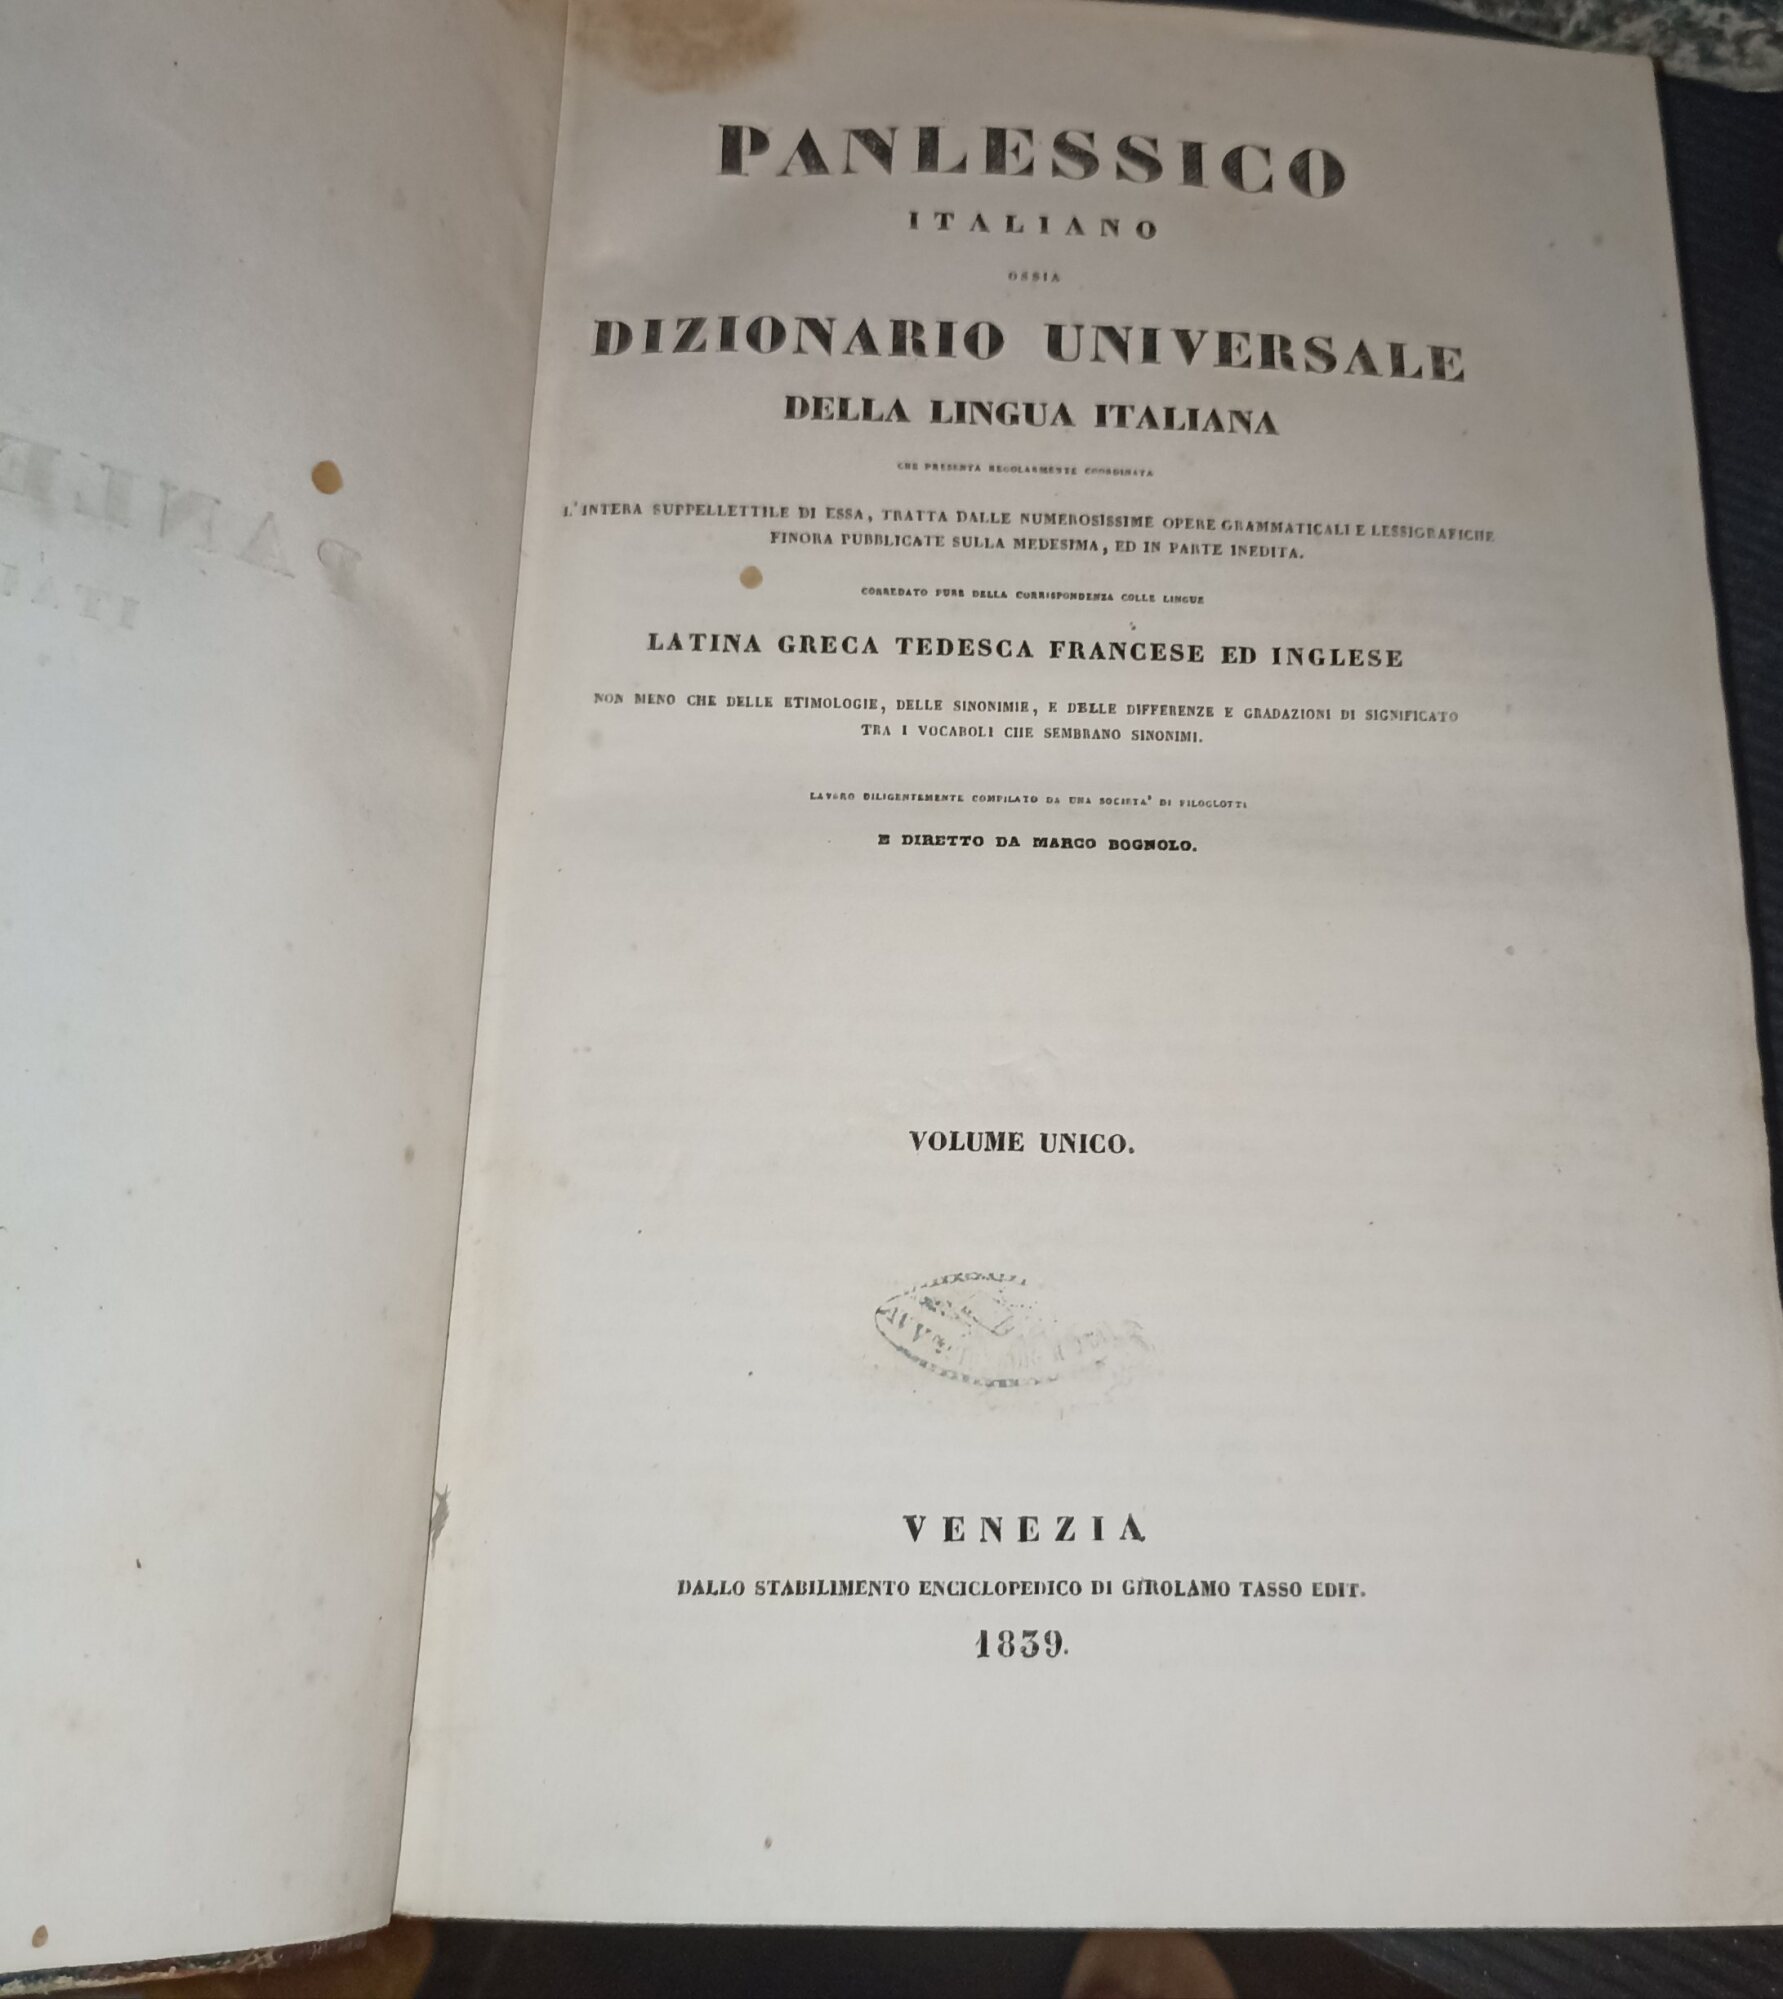 PANLE
ITA
PANLESSICO
ITALIANO
OSSIA
DIZIONARIO UNIVERSALE
DELLA LINGUA ITALIANA
CHE PRESENTA REGOLARMENTE COORDINATA
L'INTERA SUPPELLETTILE DI ESSA, TRATTA DALLE NUMEROSISSIME OPERE GRAMMATICALI E LESSIGRAFICHE
FINORA PUBBLICATE SULLA MEDESIMA, ED IN PARTE INEDITA.
CORREDATO PURE DELLA CORRISPONDENZA COLLE LINGUE
LATINA GRECA TEDESCA FRANCESE ED INGLESE
NON MENO CHE DELLE ETIMOLOGIE, DELLE SINONIMIE, E DELLE DIFFERENZE E GRADAZIONI DI SIGNIFICATO
TRA I VOCABOLI CHE SEMBRANO SINONIMI.
LAVORO DILIGENTEMENTE COMPILATO DA UNA SOCIETA' DI FILOGLOTTI
E DIRETTO DA MARCO BOGNOLO.
VOLUME UNICO.
VENEZIA
DALLO STABILIMENTO ENCICLOPEDICO DI GIROLAMO TASSO EDIT.
1839.